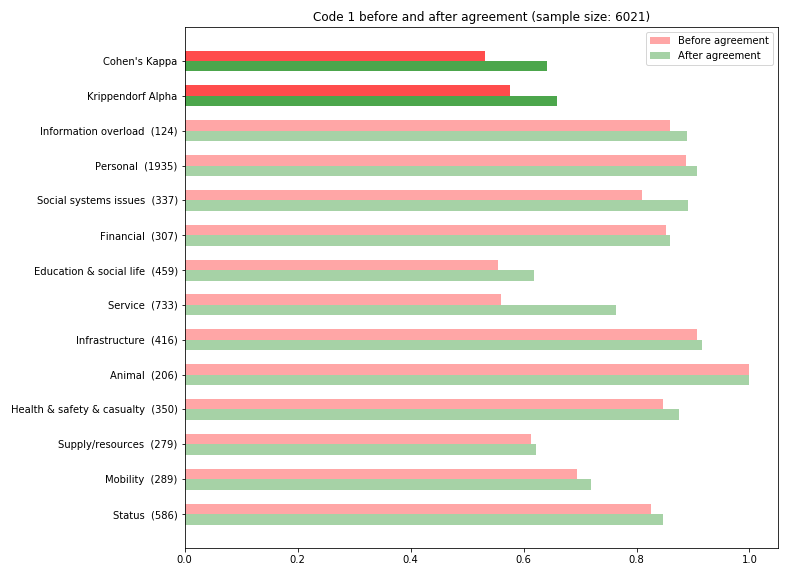 Code 1 before and after agreement (sample size: 6021)
Before agreement
After agreement
Cohen's Kappa
Krippendorf Alpha
Information overload (124)
Personal (1935)
Social systems issues (337)
Financial (307)
Education & social life (459)
Service (733)
Infrastructure (416)
Animal (206)
Health & safety & casualty (350)
Supply/resources (279)
Mobility (289)
Status (586)
0.0 0.2 0.4 0.6 0.8 1.0